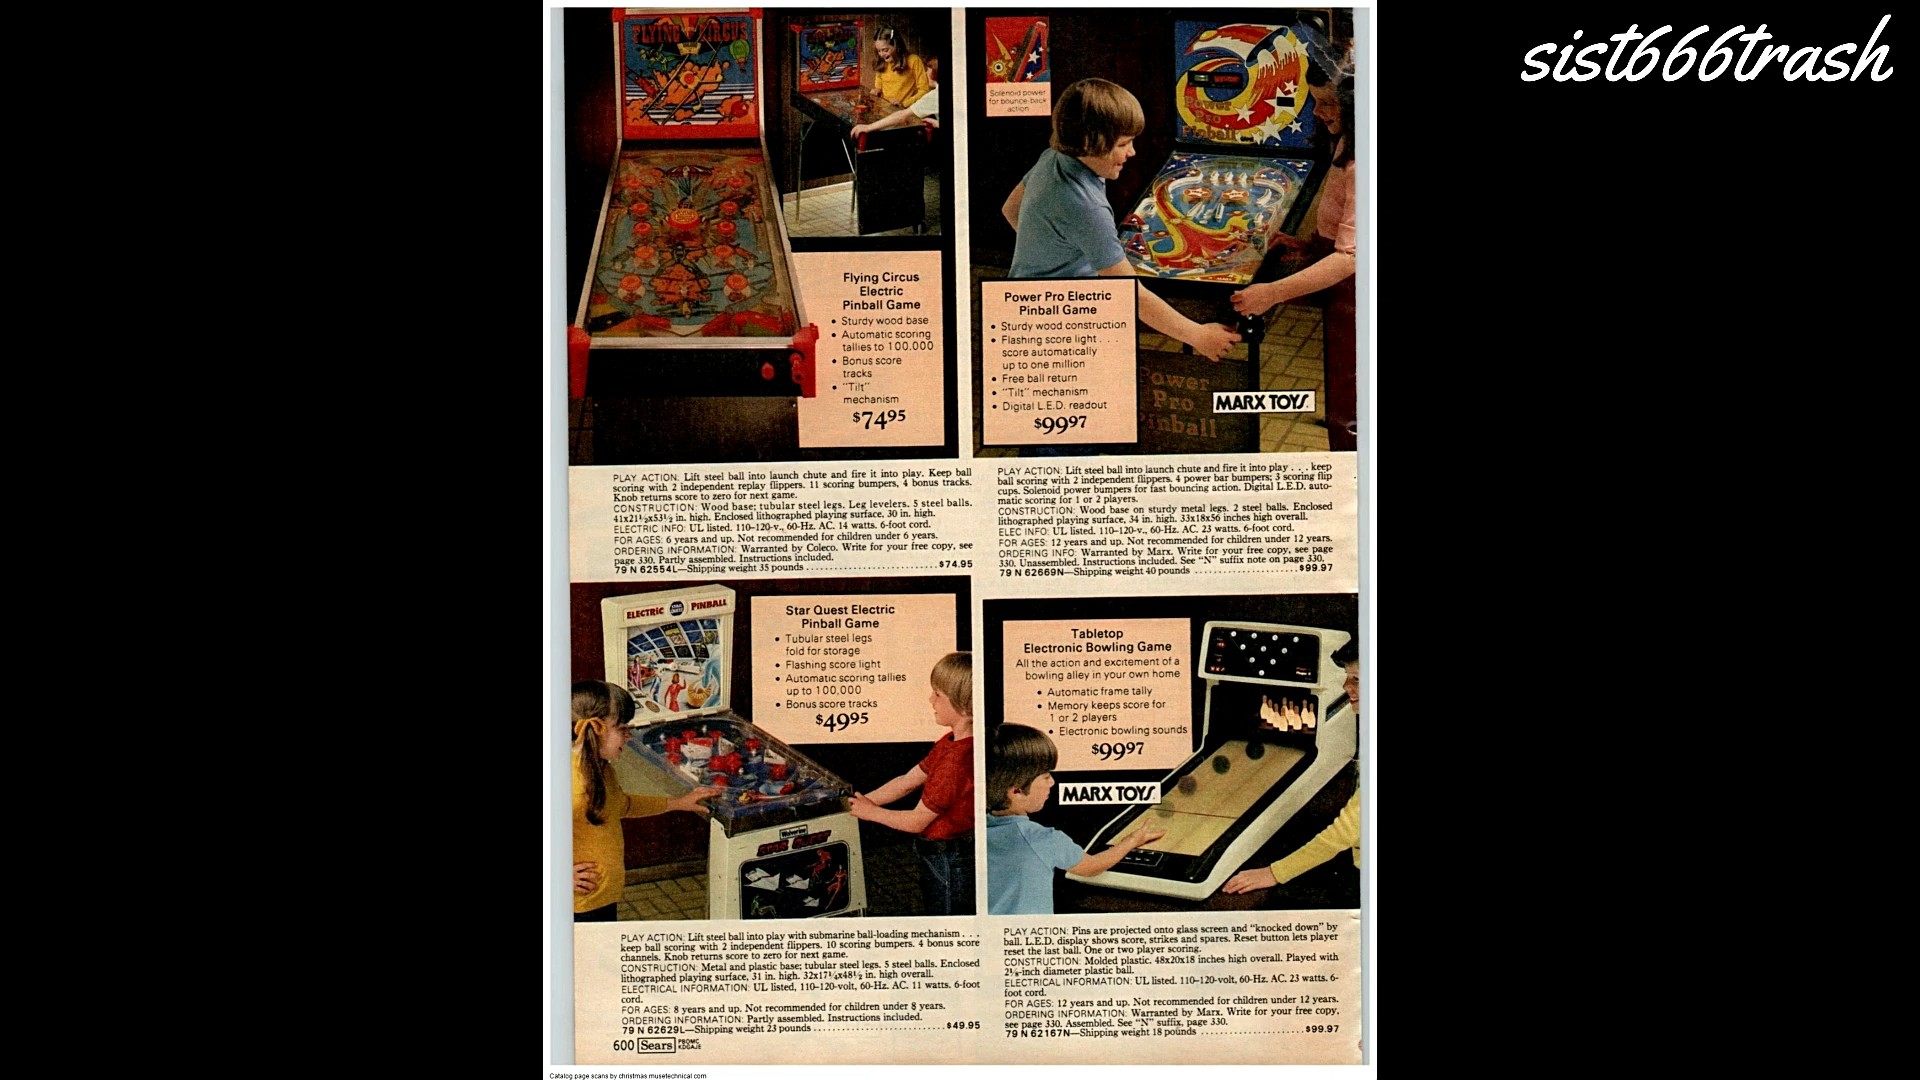 sist666trash
FLYING CIRCUS
Solenoid power
for bounce-back
action
Power
Pro
Pinball
Flying Circus
Electric
Pinball Game
• Sturdy wood base
• Automatic scoring
tallies to 100,000
• Bonus score
tracks
• "Tilt"
mechanism
$74.95
Power Pro Electric
Pinball Game
• Sturdy wood construction
• Flashing score light . . .
score automatically
up to one million
• Free ball return
• "Tilt" mechanism
• Digital L.E.D. readout
$99.97
Power
Pro
Pinball
MARX TOYS.
PLAY ACTION: Lift steel ball into launch chute and fire it into play. Keep ball
scoring with 2 independent replay flippers. 11 scoring bumpers, 4 bonus tracks.
Knob returns score to zero for next game.
CONSTRUCTION: Wood base; tubular steel legs. Leg levelers. 5 steel balls.
41x21½x53½ in. high. Enclosed lithographed playing surface, 30 in. high.
ELECTRIC INFO: UL listed. 110-120-v., 60-Hz. AC. 14 watts. 6-foot cord.
FOR AGES: 6 years and up. Not recommended for children under 6 years.
ORDERING INFORMATION: Warranted by Coleco. Write for your free copy, see
page 330. Partly assembled. Instructions included.
79 N 62554L—Shipping weight 35 pounds . . . . . . . . . . . . . . . . . . . . . . . . . . $74.95
PLAY ACTION: Lift steel ball into launch chute and fire it into play . . . keep
ball scoring with 2 independent flippers. 4 power bar bumpers; 3 scoring flip
cups. Solenoid power bumpers for fast bouncing action. Digital L.E.D. auto-
matic scoring for 1 or 2 players.
CONSTRUCTION: Wood base on sturdy metal legs. 2 steel balls. Enclosed
lithographed playing surface, 34 in. high. 33x18x56 inches high overall.
ELEC INFO: UL listed. 110-120-v., 60-Hz. AC. 23 watts. 6-foot cord.
FOR AGES: 12 years and up. Not recommended for children under 12 years.
ORDERING INFO: Warranted by Marx. Write for your free copy, see page
330. Unassembled. Instructions included. See "N" suffix note on page 330.
79 N 62669N—Shipping weight 40 pounds . . . . . . . . . . . . . . . . . . . . $99.97
ELECTRIC STAR QUEST PINBALL
Star Quest Electric
Pinball Game
• Tubular steel legs
fold for storage
• Flashing score light
• Automatic scoring tallies
up to 100,000
• Bonus score tracks
$49.95
Wolverine
STAR QUEST
Tabletop
Electronic Bowling Game
All the action and excitement of a
bowling alley in your own home
• Automatic frame tally
• Memory keeps score for
1 or 2 players
• Electronic bowling sounds
$99.97
MARX TOYS.
PLAY ACTION: Lift steel ball into play with submarine ball-loading mechanism . . .
keep ball scoring with 2 independent flippers. 10 scoring bumpers. 4 bonus score
channels. Knob returns score to zero for next game.
CONSTRUCTION: Metal and plastic base; tubular steel legs. 5 steel balls. Enclosed
lithographed playing surface, 31 in. high. 32x17¼x48½ in. high overall.
ELECTRICAL INFORMATION: UL listed, 110-120-volt, 60-Hz. AC. 11 watts. 6-foot
cord.
FOR AGES: 8 years and up. Not recommended for children under 8 years.
ORDERING INFORMATION: Partly assembled. Instructions included.
79 N 62629L—Shipping weight 23 pounds . . . . . . . . . . . . . . . . . . . . . . . . . . $49.95
PLAY ACTION: Pins are projected onto glass screen and "knocked down" by
ball. L.E.D. display shows score, strikes and spares. Reset button lets player
reset the last ball. One or two player scoring.
CONSTRUCTION: Molded plastic. 48x20x18 inches high overall. Played with
2⅛-inch diameter plastic ball.
ELECTRICAL INFORMATION: UL listed. 110-120-volt, 60-Hz. AC. 23 watts. 6-
foot cord.
FOR AGES: 12 years and up. Not recommended for children under 12 years.
ORDERING INFORMATION: Warranted by Marx. Write for your free copy,
see page 330. Assembled. See "N" suffix, page 330.
79 N 62167N—Shipping weight 18 pounds . . . . . . . . . . . . . . . . . . . . $99.97
600 Sears
Catalog page scans by christmas.musetechnical.com